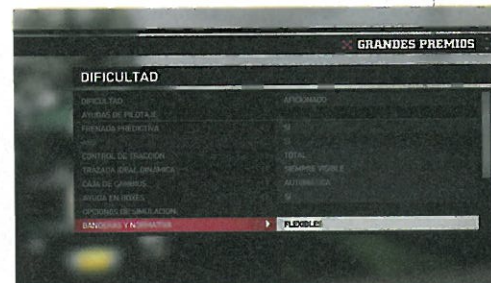 GRANDES PREMIOS
DIFICULTAD
DIFICULTAD AFICIONADO
AYUDAS DE PILOTAJE
FRENADA PREDICTIVA SÍ
CONTROL DE TRACCIÓN TOTAL
TRAZADA IDEAL DINÁMICA SIEMPRE VISIBLE
CAJA DE CAMBIOS AUTOMÁTICA
AYUDA EN BOXES SÍ
OPCIONES DE SIMULACIÓN
BANDERAS Y NORMATIVA FLEXIBLES